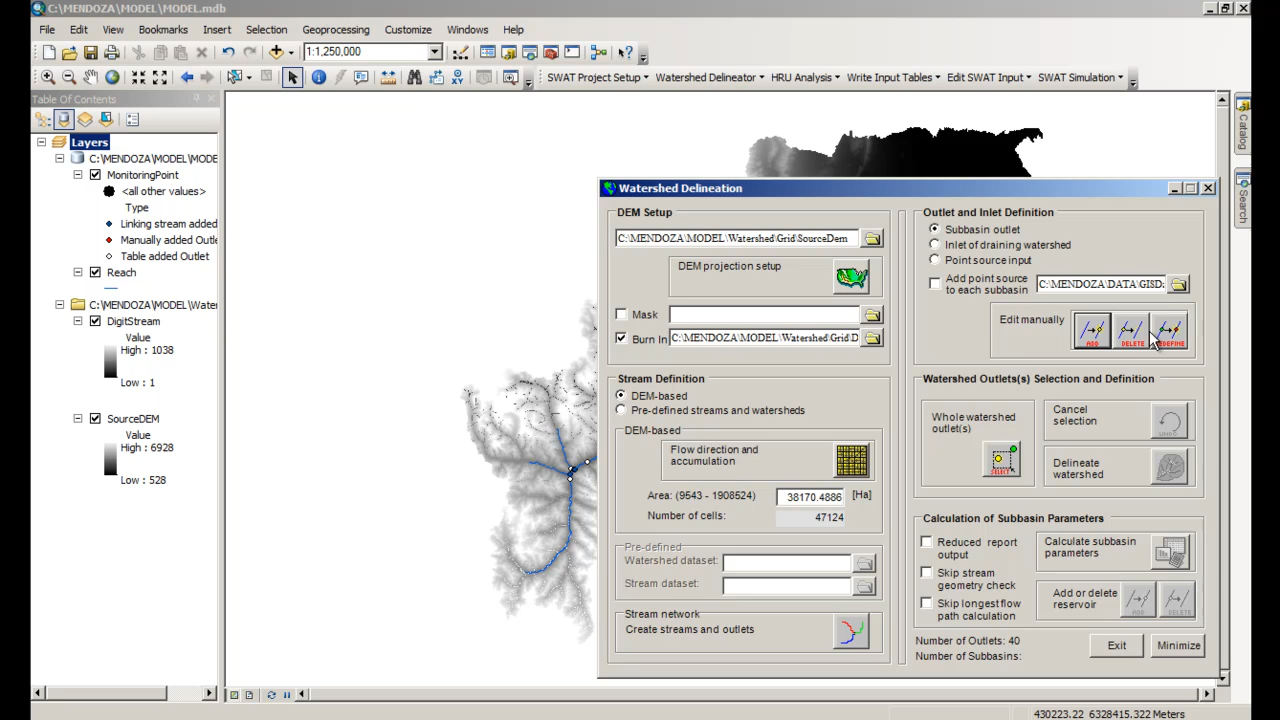 C:\MENDOZA\MODEL\MODEL.mdb
File Edit View Bookmarks Insert Selection Geoprocessing Customize Windows Help
1:1,250,000
SWAT Project Setup Watershed Delineator HRU Analysis Write Input Tables Edit SWAT Input SWAT Simulation
Table Of Contents
Layers
C:\MENDOZA\MODEL\MODE
MonitoringPoint
<all other values>
Type
Linking stream added
Manually added Outle
Table added Outlet
Reach
C:\MENDOZA\MODEL\Water
DigitStream
Value
High : 1038
Low : 1
SourceDEM
Value
High : 6928
Low : 528
Catalog
Search
Watershed Delineation
DEM Setup
C:\MENDOZA\MODEL\Watershed\Grid\SourceDem
DEM projection setup
Mask
Burn In C:\MENDOZA\MODEL\Watershed\Grid\D
Stream Definition
DEM-based
Pre-defined streams and watersheds
DEM-based
Flow direction and
accumulation
Area: (9543 - 1908524) 38170.4886 [Ha]
Number of cells: 47124
Pre-defined
Watershed dataset:
Stream dataset:
Stream network
Create streams and outlets
Outlet and Inlet Definition
Subbasin outlet
Inlet of draining watershed
Point source input
Add point source
to each subbasin
C:\MENDOZA\DATA\GISD:
Edit manually
ADD DELETE REDEFINE
Watershed Outlets(s) Selection and Definition
Whole watershed
outlet(s)
SELECT
Cancel
selection
UNDO
Delineate
watershed
Calculation of Subbasin Parameters
Reduced report
output
Skip stream
geometry check
Skip longest flow
path calculation
Calculate subbasin
parameters
Add or delete
reservoir
ADD DELETE
Number of Outlets: 40
Number of Subbasins:
Exit Minimize
430223.22 6328415.322 Meters